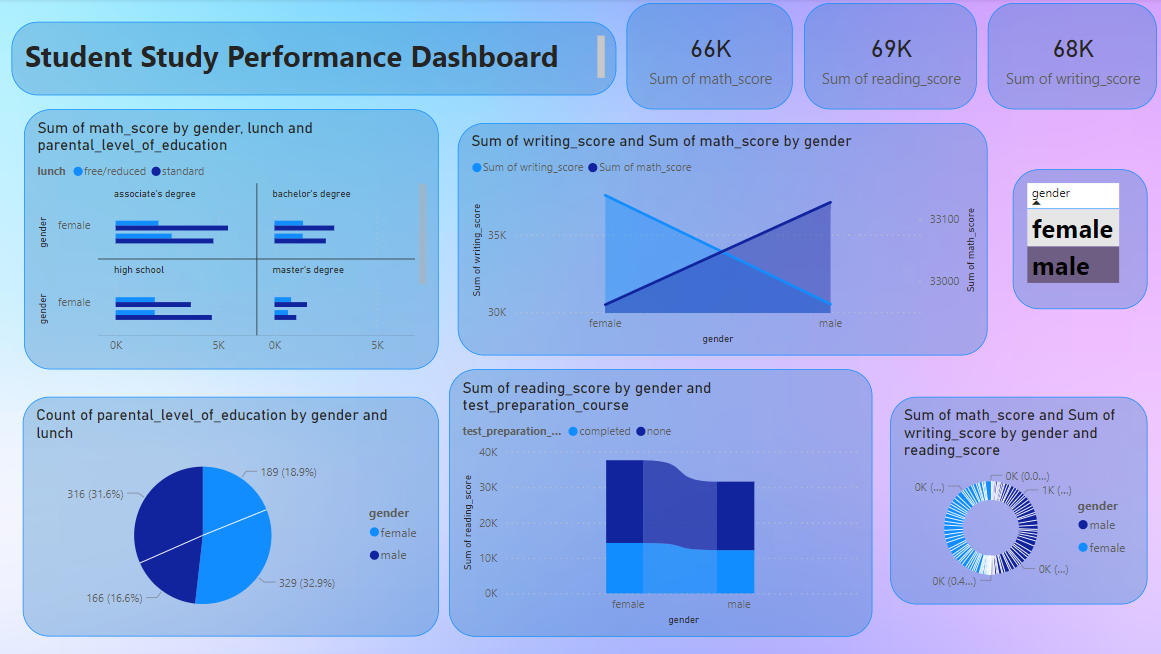 Student Study Performance Dashboard
66K
Sum of math_score
69K
Sum of reading_score
68K
Sum of writing_score
Sum of math_score by gender, lunch and
parental_level_of_education
lunch free/reduced standard
associate's degree bachelor's degree
gender
female
high school master's degree
gender
female
0K 5K 0K 5K
Sum of writing_score and Sum of math_score by gender
Sum of writing_score Sum of math_score
Sum of writing_score
35K
30K
33100
33000
Sum of math_score
female male
gender
gender
female
male
Count of parental_level_of_education by gender and
lunch
189 (18.9%)
316 (31.6%)
329 (32.9%)
166 (16.6%)
gender
female
male
Sum of reading_score by gender and
test_preparation_course
test_preparation_... completed none
Sum of reading_score
40K
30K
20K
10K
0K
female male
gender
Sum of math_score and Sum of
writing_score by gender and
reading_score
0K (0.0...)
0K (...)
1K (...)
0K (...)
0K (0.4...)
gender
male
female